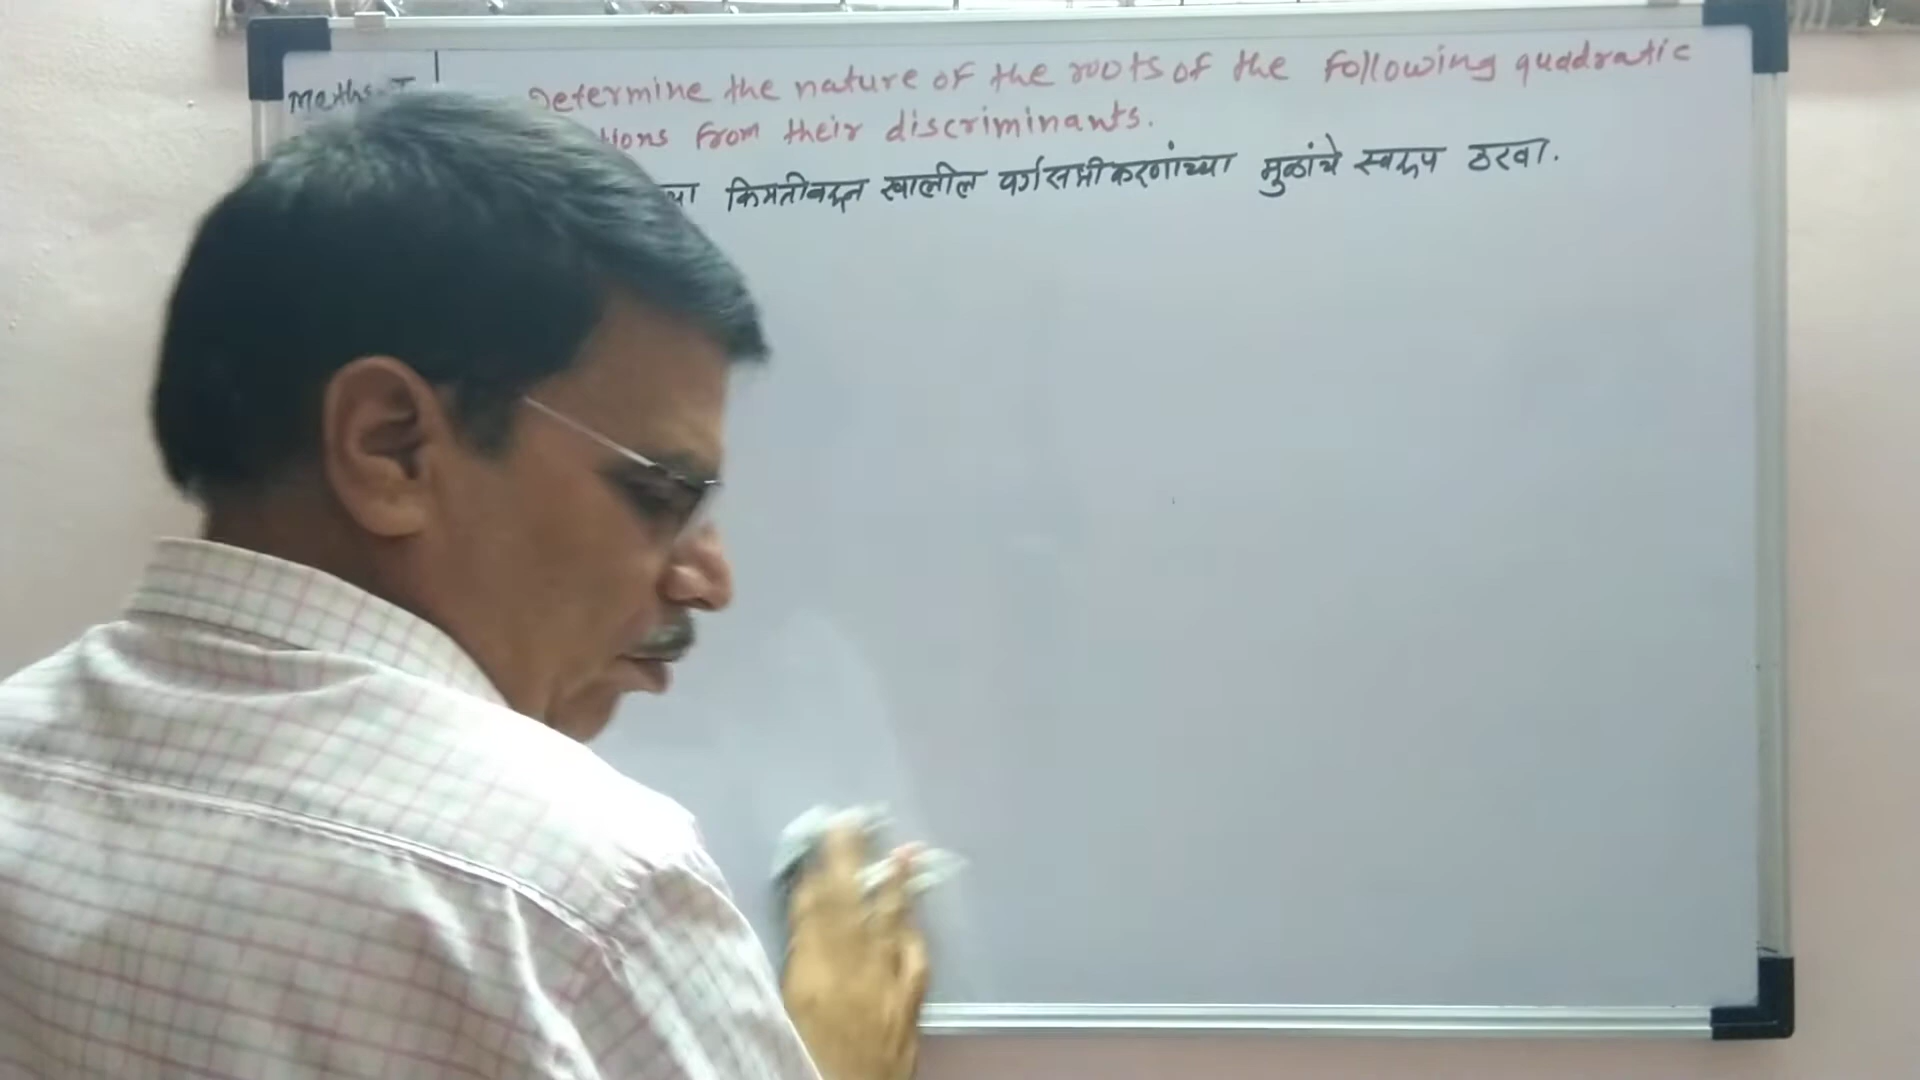 Maths-I
Determine the nature of the roots of the following quadratic
from their discriminants.
किमतीवरून खालील वर्गसमीकरणांच्या मुळांचे स्वरूप ठरवा.